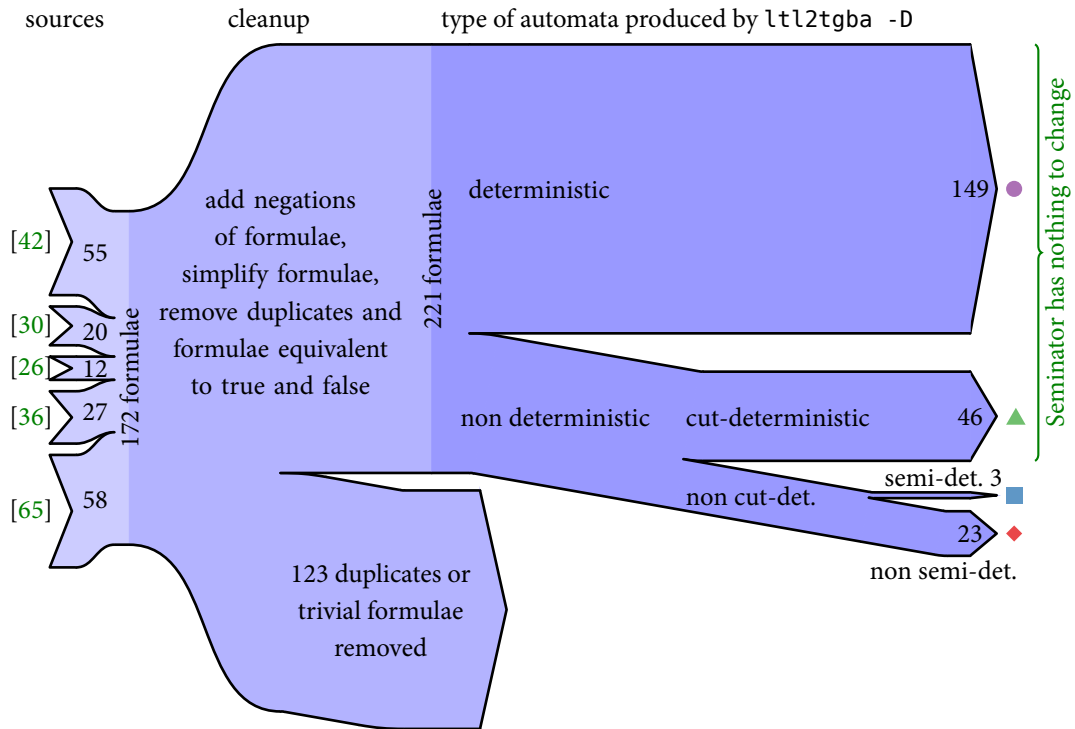 sources
cleanup
type of automata produced by ltl2tgba -D
[42]
55
[30]
20
[26]
12
[36]
27
[65]
58
172 formulae
add negations
of formulae,
simplify formulae,
remove duplicates and
formulae equivalent
to true and false
221 formulae
123 duplicates or
trivial formulae
removed
deterministic
149
non deterministic
cut-deterministic
46
non cut-det.
semi-det. 3
23
non semi-det.
Seminator has nothing to change